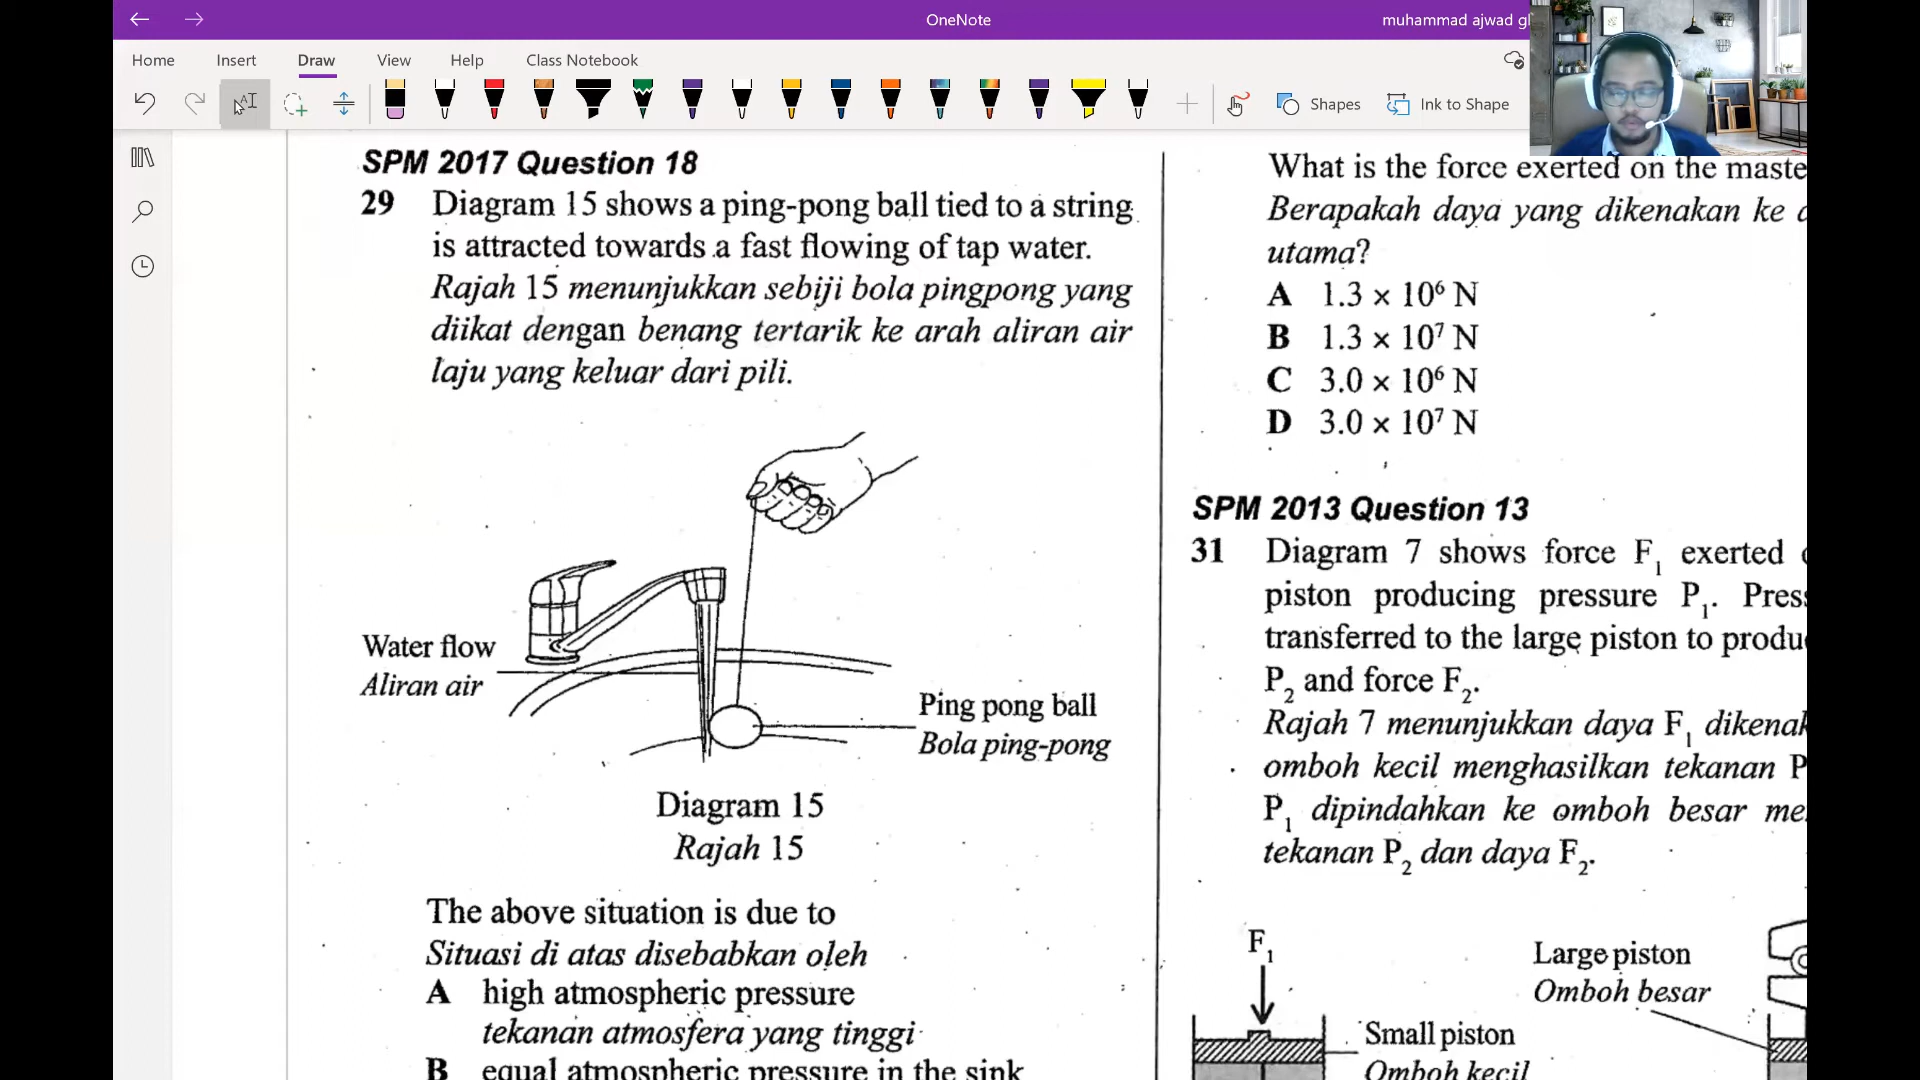 OneNote
muhammad ajwad
Home Insert Draw View Help Class Notebook
Shapes Ink to Shape
SPM 2017 Question 18
29 Diagram 15 shows a ping-pong ball tied to a string
is attracted towards a fast flowing of tap water.
Rajah 15 menunjukkan sebiji bola pingpong yang
diikat dengan benang tertarik ke arah aliran air
laju yang keluar dari pili.
Water flow
Aliran air
Ping pong ball
Bola ping-pong
Diagram 15
Rajah 15
The above situation is due to
Situasi di atas disebabkan oleh
A high atmospheric pressure
tekanan atmosfera yang tinggi
B equal atmospheric pressure in the sink
What is the force exerted on the maste
Berapakah daya yang dikenakan ke
utama?
A 1.3 × 10⁶ N
B 1.3 × 10⁷ N
C 3.0 × 10⁶ N
D 3.0 × 10⁷ N
SPM 2013 Question 13
31 Diagram 7 shows force F₁ exerted
piston producing pressure P₁. Press
transferred to the large piston to produ
P₂ and force F₂.
Rajah 7 menunjukkan daya F₁ dikenak
omboh kecil menghasilkan tekanan P
P₁ dipindahkan ke omboh besar me
tekanan P₂ dan daya F₂.
F₁
Large piston
Omboh besar
Small piston
Omboh kecil